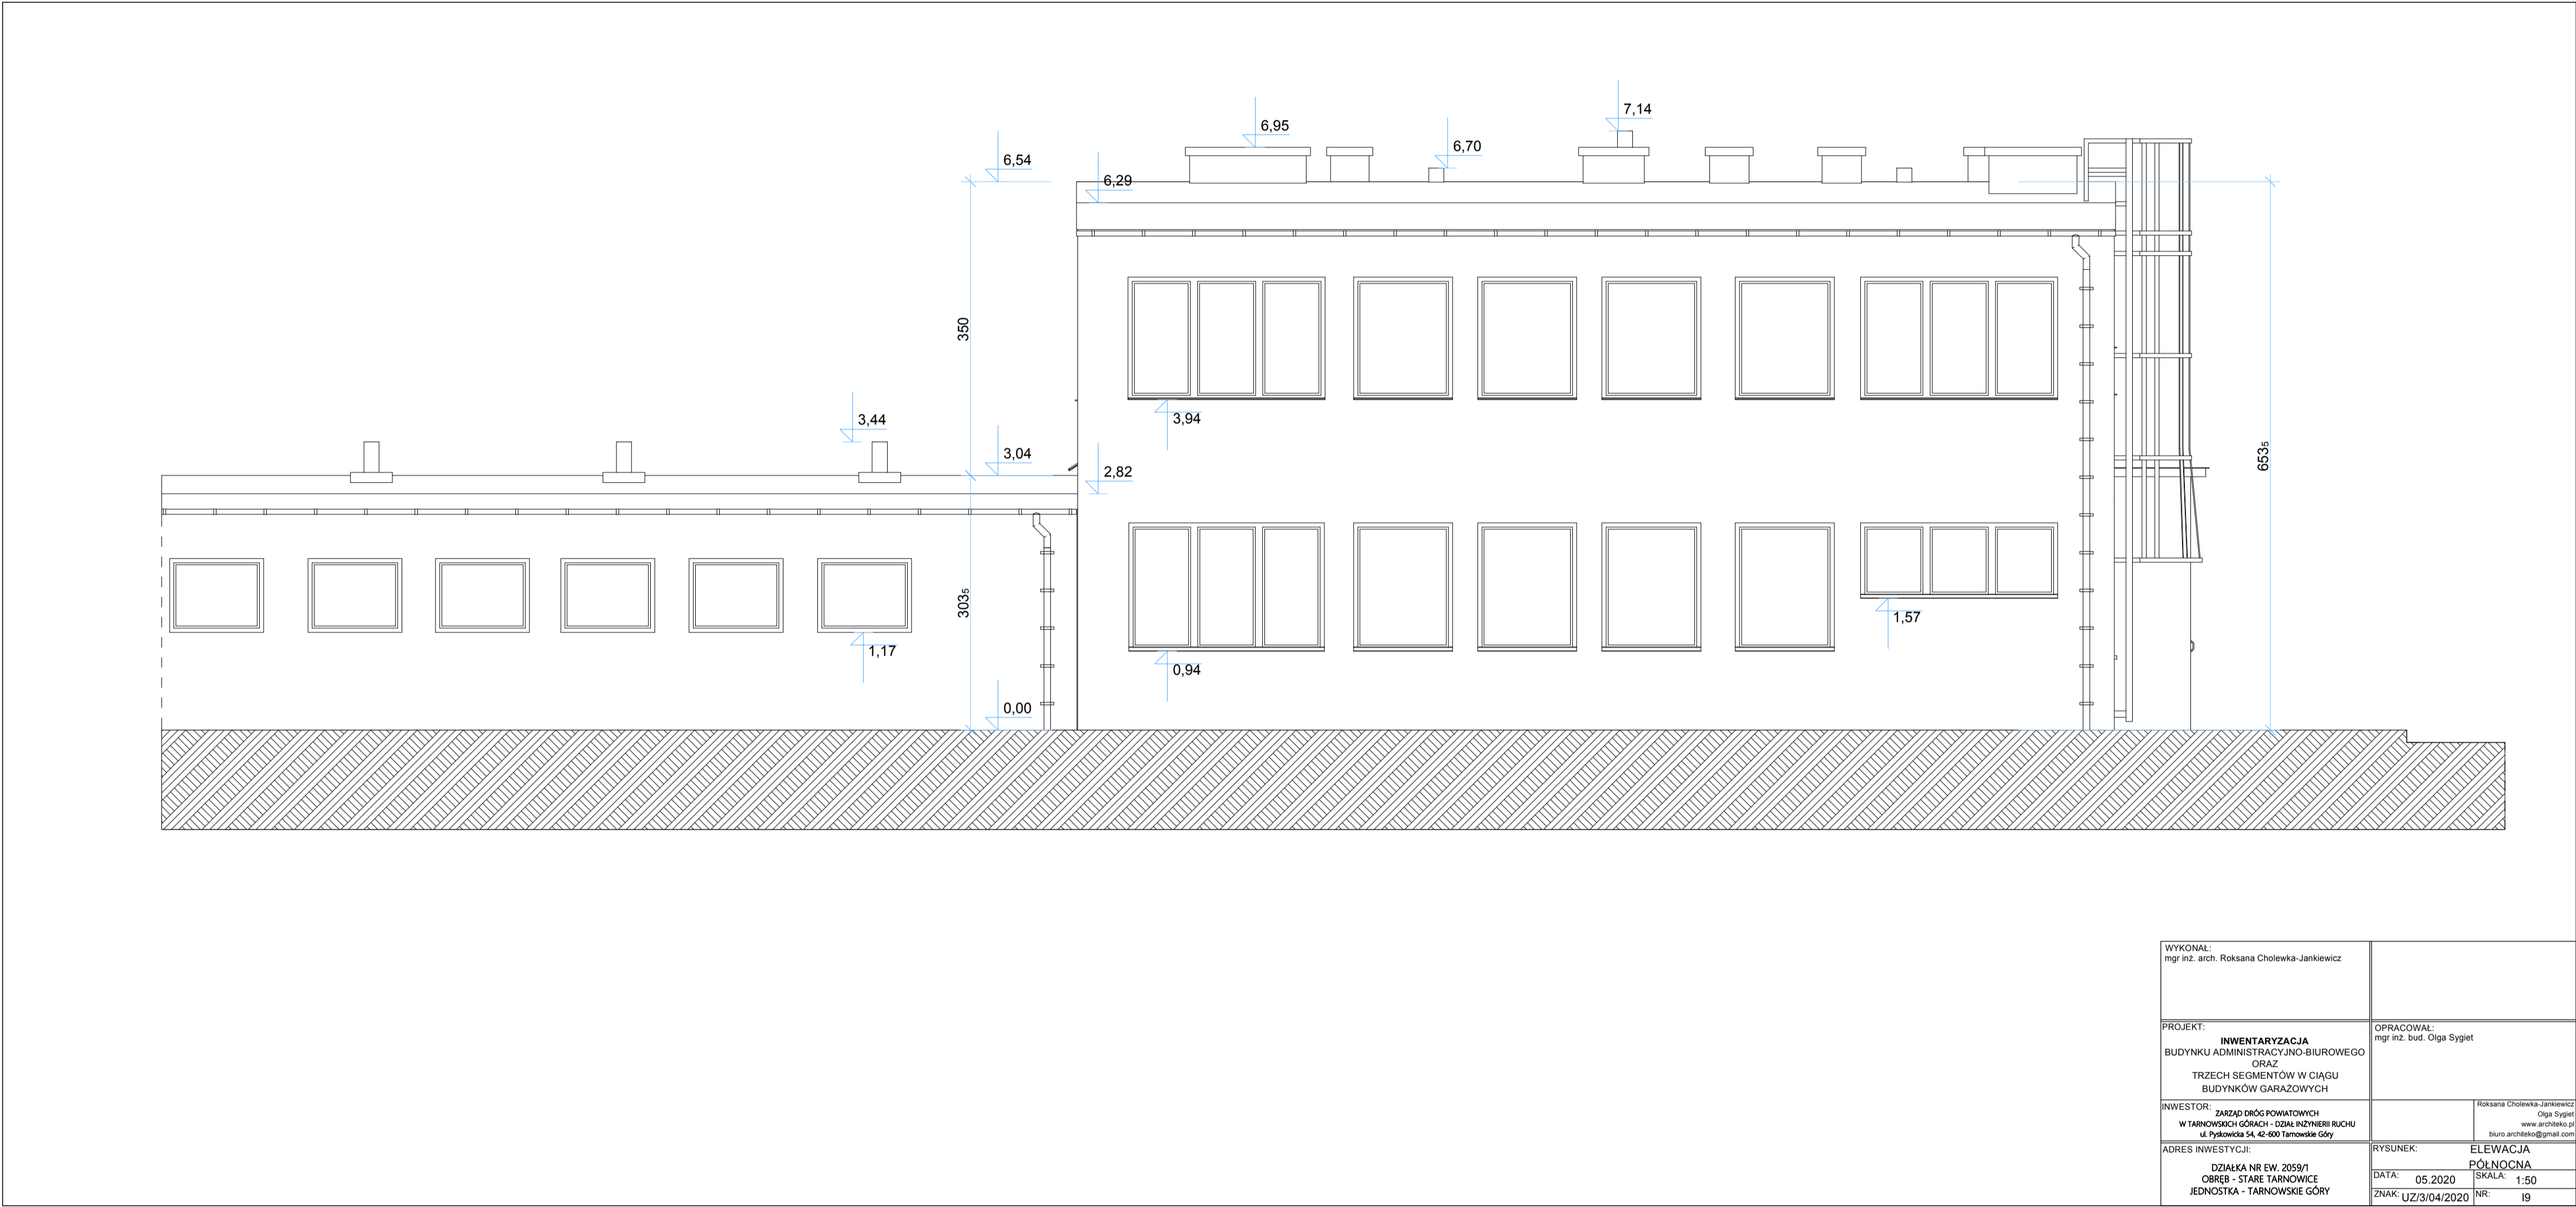 7,14
6,95
6,70
6,54
6,29
350
3,94
3,44
3,04
2,82
6535
3035
1,17
1,57
0,94
0,00
WYKONAŁ:
mgr inż. arch. Roksana Cholewka-Jankiewicz
PROJEKT:
INWENTARYZACJA
BUDYNKU ADMINISTRACYJNO-BIUROWEGO
ORAZ
TRZECH SEGMENTÓW W CIĄGU
BUDYNKÓW GARAŻOWYCH
OPRACOWAŁ:
mgr inż. bud. Olga Sygiet
INWESTOR:
ZARZĄD DRÓG POWIATOWYCH
W TARNOWSKICH GÓRACH - DZIAŁ INŻYNIERII RUCHU
ul. Pyskowicka 54, 42-600 Tarnowskie Góry
Roksana Cholewka-Jankiewicz
Olga Sygiet
www.architeko.pl
biuro.architeko@gmail.com
ADRES INWESTYCJI:
DZIAŁKA NR EW. 2059/1
OBRĘB - STARE TARNOWICE
JEDNOSTKA - TARNOWSKIE GÓRY
RYSUNEK: ELEWACJA
PÓŁNOCNA
DATA: 05.2020 SKALA: 1:50
ZNAK: UZ/3/04/2020 NR: I9